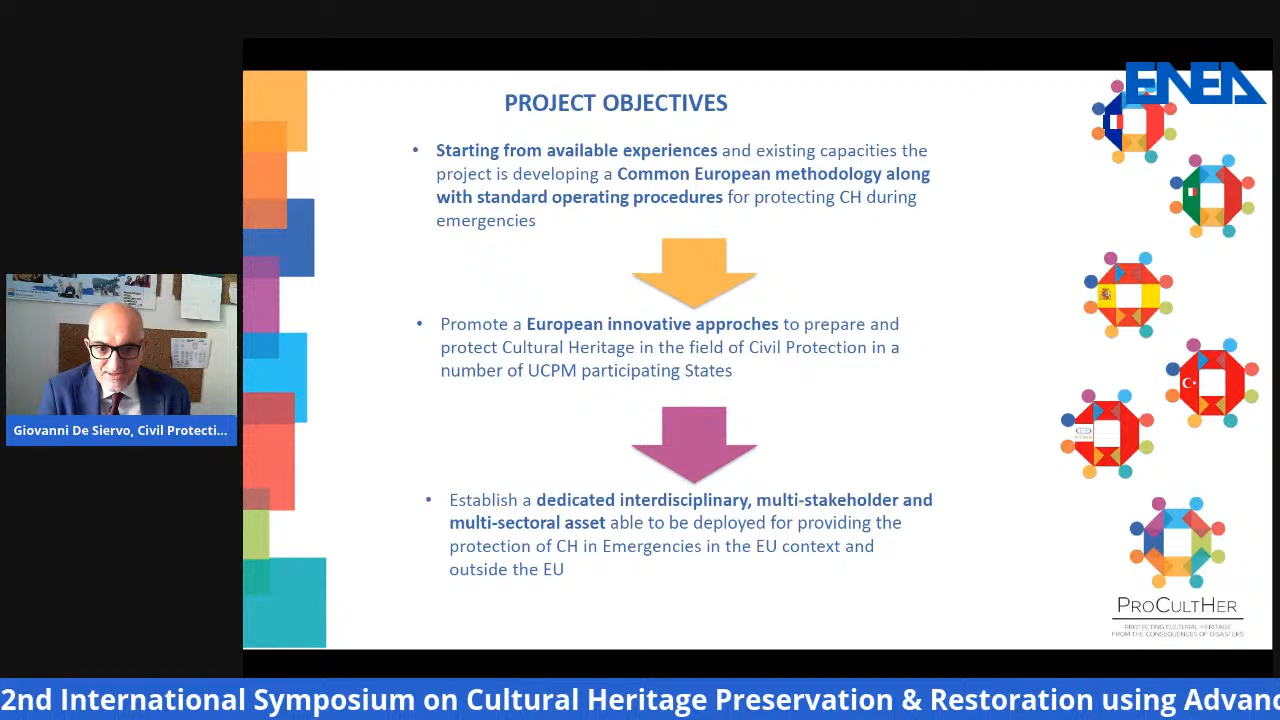 ENEA
PROJECT OBJECTIVES
• Starting from available experiences and existing capacities the
project is developing a Common European methodology along
with standard operating procedures for protecting CH during
emergencies
• Promote a European innovative approches to prepare and
protect Cultural Heritage in the field of Civil Protection in a
number of UCPM participating States
• Establish a dedicated interdisciplinary, multi-stakeholder and
multi-sectoral asset able to be deployed for providing the
protection of CH in Emergencies in the EU context and
outside the EU
PROCULTHER
PROTECTING CULTURAL HERITAGE
FROM THE CONSEQUENCES OF DISASTERS
Giovanni De Siervo, Civil Protecti...
2nd International Symposium on Cultural Heritage Preservation & Restoration using Advanc